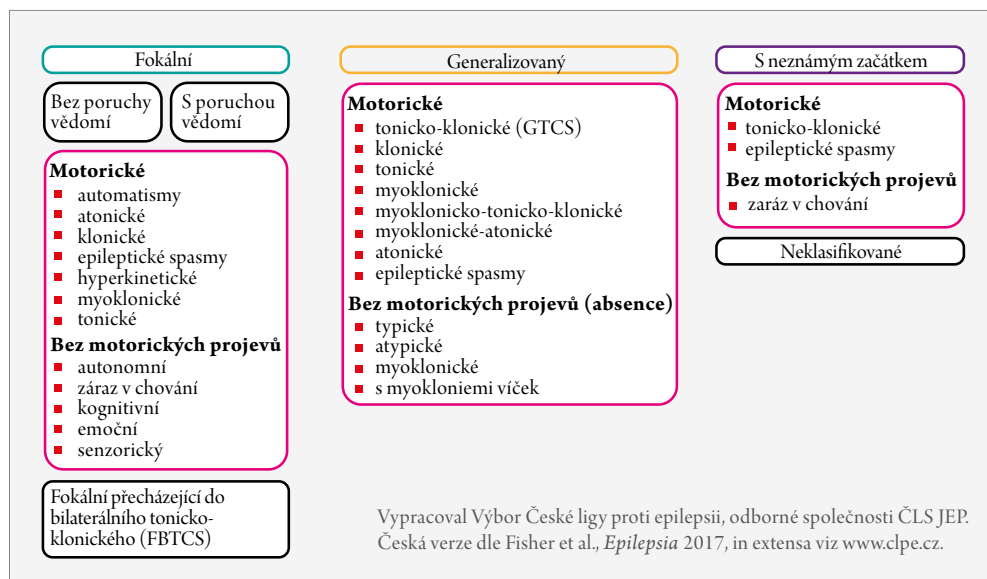 Fokální
Bez poruchy
vědomí
S poruchou
vědomí
Motorické
automatismy
atonické
klonické
epileptické spasmy
hyperkinetické
myoklonické
tonické
Bez motorických projevů
autonomní
záraz v chování
kognitivní
emoční
senzorický
Fokální přecházející do
bilaterálního tonicko-
klonického (FBTCS)
Generalizovaný
Motorické
tonicko-klonické (GTCS)
klonické
tonické
myoklonické
myoklonicko-tonicko-klonické
myoklonické-atonické
atonické
epileptické spasmy
Bez motorických projevů (absence)
typické
atypické
myoklonické
s myokloniemi víček
S neznámým začátkem
Motorické
tonicko-klonické
epileptické spasmy
Bez motorických projevů
zaráz v chování
Neklasifikované
Vypracoval Výbor České ligy proti epilepsii, odborné společnosti ČLS JEP.
Česká verze dle Fisher et al., Epilepsia 2017, in extensa viz www.clpe.cz.